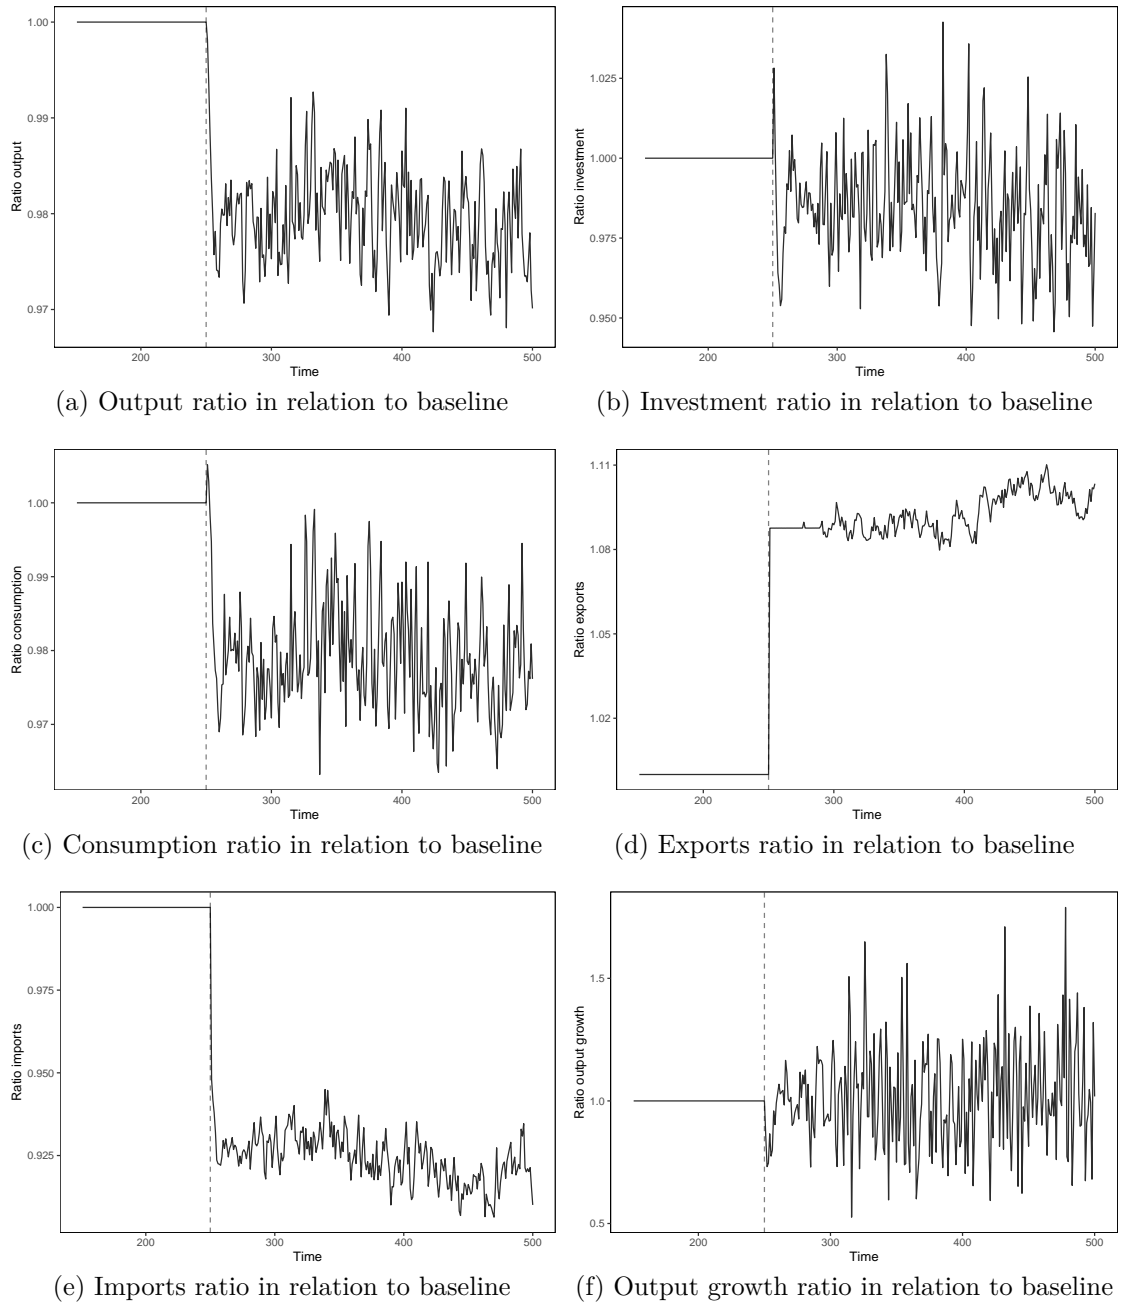 Ratio output
1.00
0.99
0.98
0.97
200 300 400 500
Time
(a) Output ratio in relation to baseline
Ratio investment
1.025
1.000
0.975
0.950
200 300 400 500
Time
(b) Investment ratio in relation to baseline
Ratio consumption
1.00
0.99
0.98
0.97
200 300 400 500
Time
(c) Consumption ratio in relation to baseline
Ratio exports
1.11
1.08
1.05
1.02
200 300 400 500
Time
(d) Exports ratio in relation to baseline
Ratio imports
1.000
0.975
0.950
0.925
200 300 400 500
Time
(e) Imports ratio in relation to baseline
Ratio output growth
1.5
1.0
0.5
200 300 400 500
Time
(f) Output growth ratio in relation to baseline